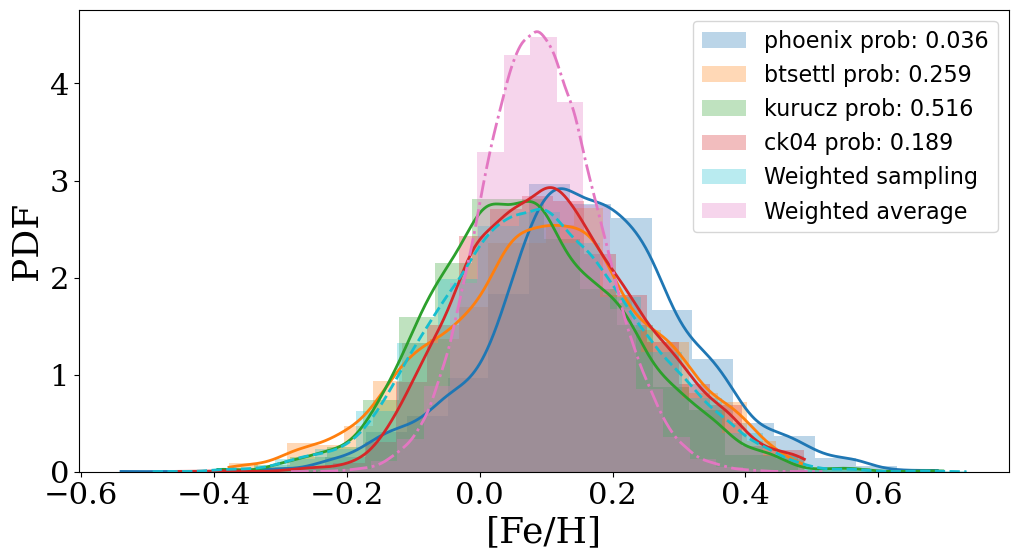 phoenix prob: 0.036
btsettl prob: 0.259
kurucz prob: 0.516
ck04 prob: 0.189
Weighted sampling
Weighted average
PDF
4
3
2
1
0
−0.6 −0.4 −0.2 0.0 0.2 0.4 0.6
[Fe/H]